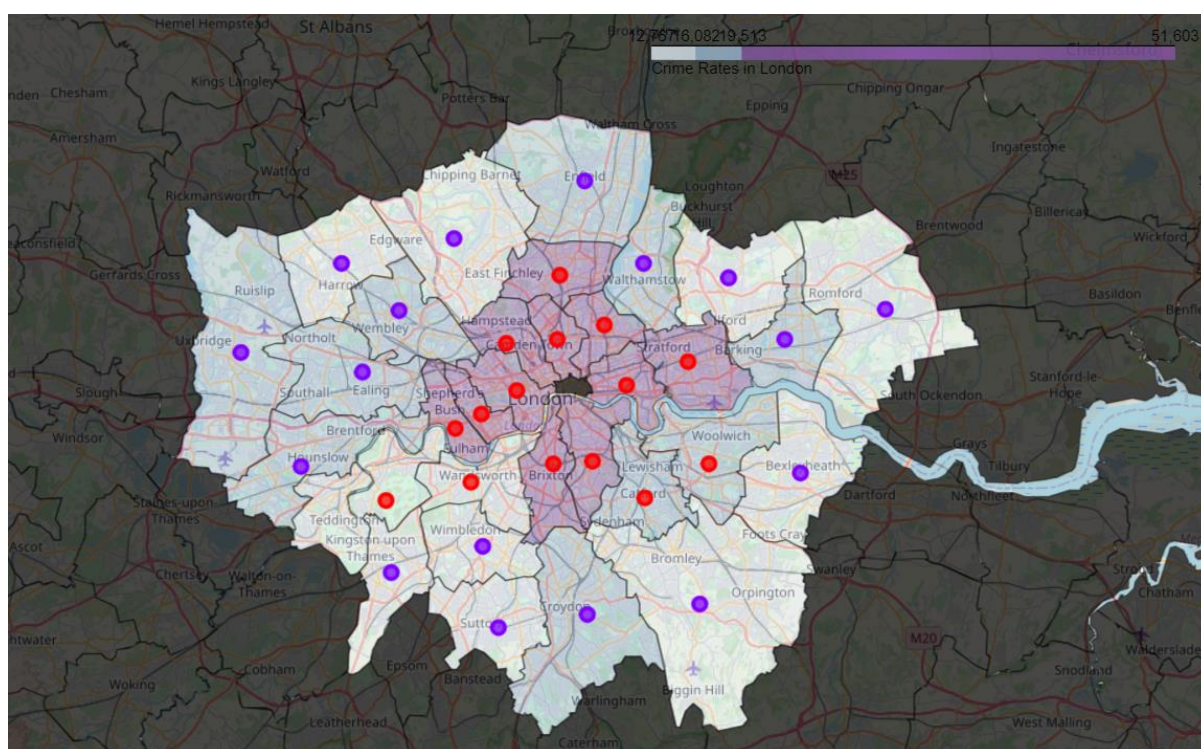 Hemel Hempstead
St Albans
12,76716,08219,513
51,603
Chelmsford
Crime Rates in London
Kings Langley
Chesham
Potters Bar
Epping
Chipping Ongar
Amersham
Waltham Cross
Ingatestone
Watford
Chipping Barnet
Enfield
Loughton
M25
Rickmansworth
Buckhurst
Hill
Brentwood
Billericay
Edgware
Wickford
Gerrards Cross
East Finchley
Walthamstow
Ruislip
Harrow
Romford
Basildon
Hampstead
Ilford
Wembley
Uxbridge
Northolt
Camden Town
Stratford
Barking
Slough
Southall
Ealing
Shepherd's
Bush
London
Stanford-le-
Hope
South Ockendon
Windsor
Brentford
Fulham
Woolwich
Grays
Hounslow
Brixton
Lewisham
Bexleyheath
Tilbury
Wandsworth
Catford
Dartford
Northfleet
Staines-upon-
Thames
Teddington
Sydenham
Wimbledon
Foots Cray
Kingston upon
Thames
Ascot
Bromley
Swanley
Strood
Chertsey
Walton-on-
Thames
Orpington
Chatham
Croydon
Sutton
M20
Epsom
Cobham
Banstead
Snodland
Woking
Biggin Hill
Warlingham
Leatherhead
West Malling
Caterham